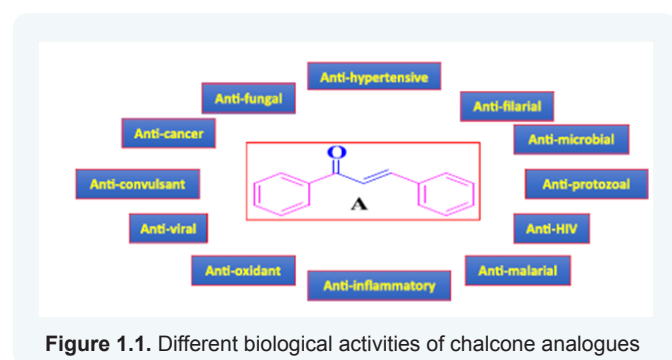 Anti-hypertensive
Anti-fungal
Anti-filarial
Anti-cancer
Anti-microbial
O
Anti-convulsant
Anti-protozoal
A
Anti-viral
Anti-HIV
Anti-oxidant
Anti-malarial
Anti-inflammatory
Figure 1.1. Different biological activities of chalcone analogues